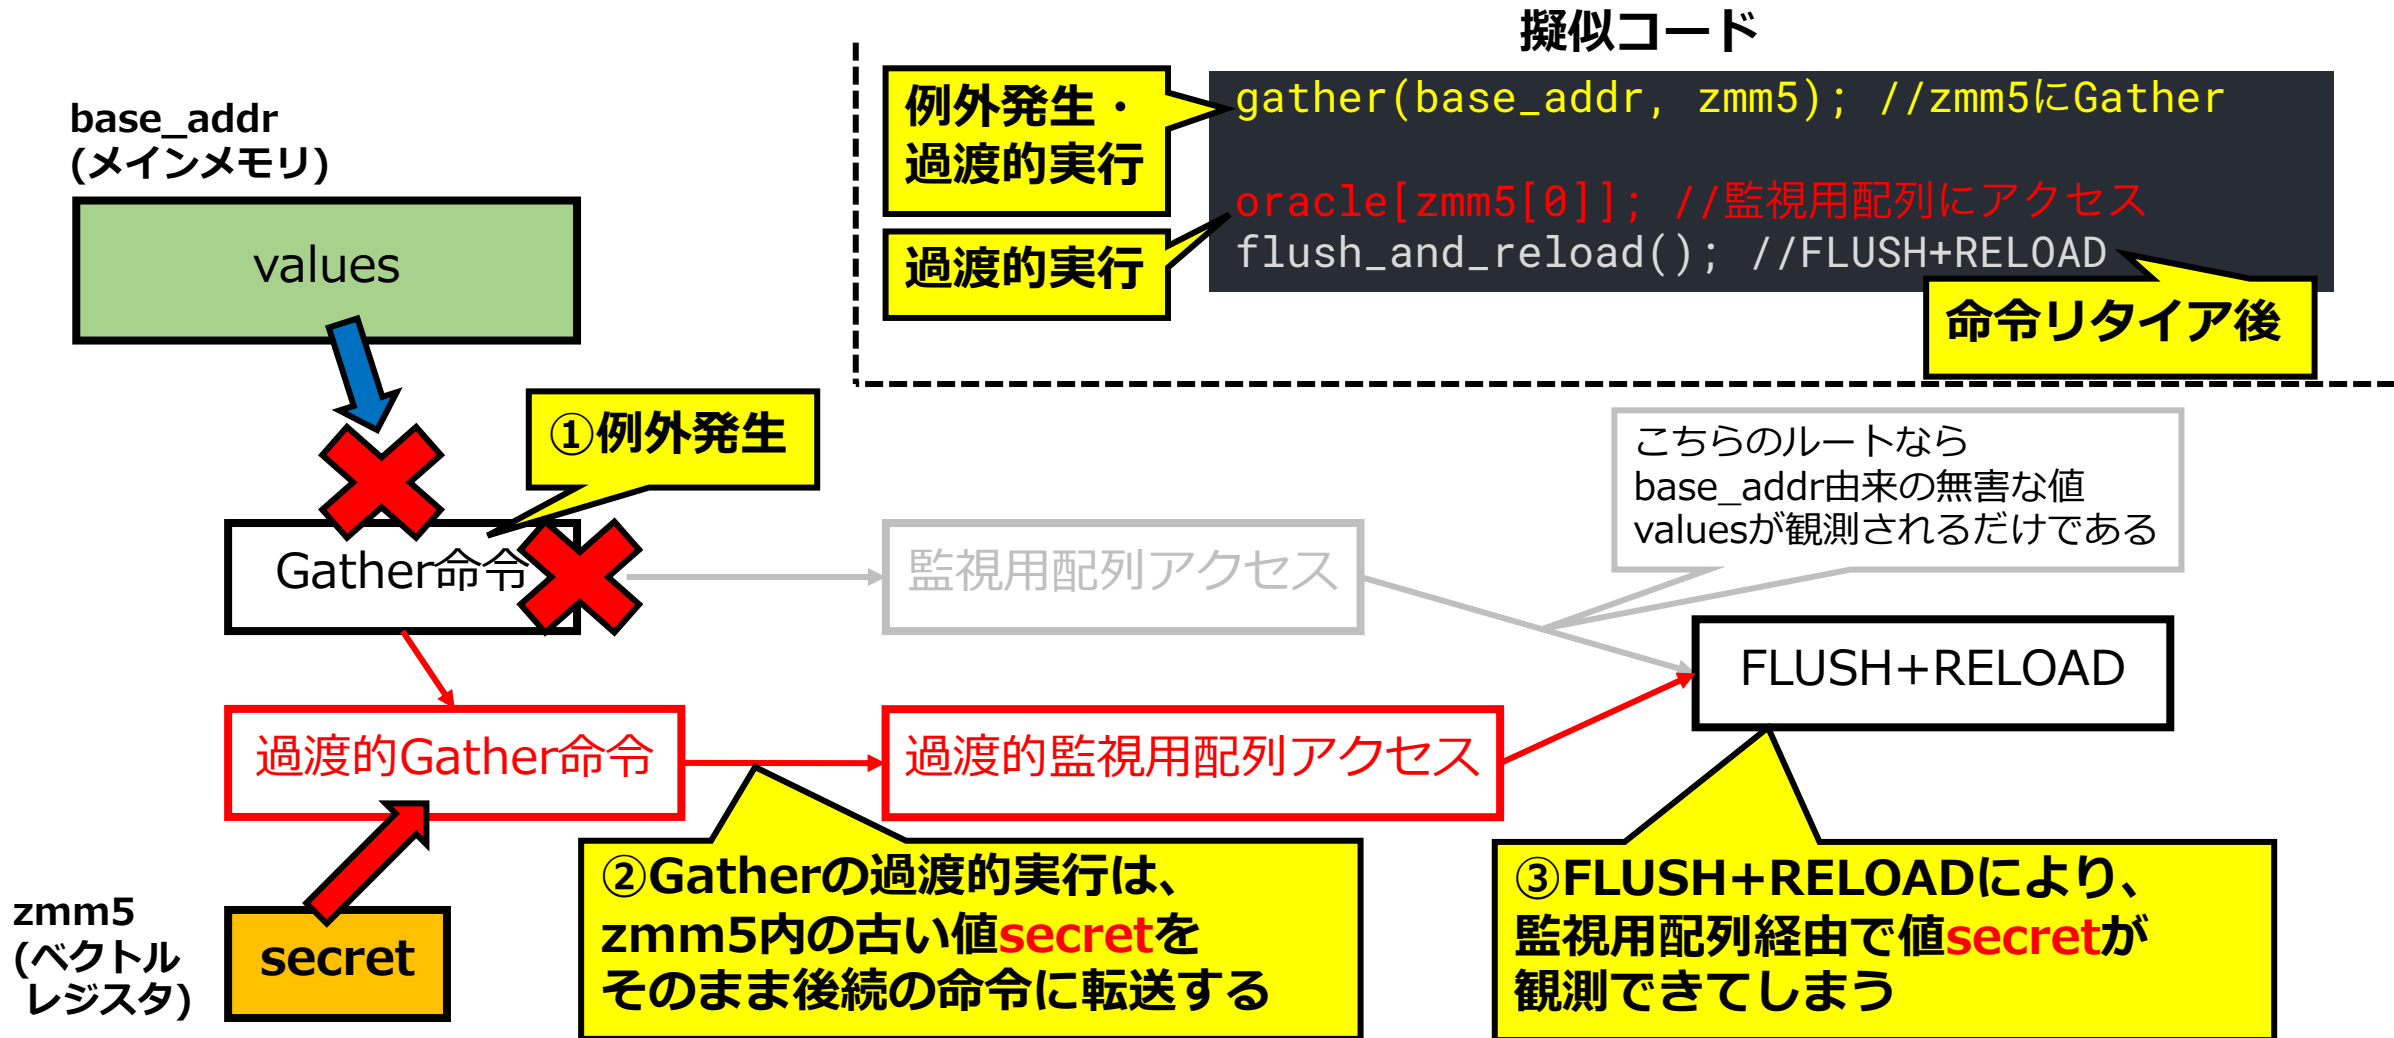 擬似コード
例外発生・
過渡的実行
gather(base_addr, zmm5); //zmm5にGather
oracle[zmm5[0]]; //監視用配列にアクセス
過渡的実行
flush_and_reload(); //FLUSH+RELOAD
命令リタイア後
base_addr
(メインメモリ)
values
①例外発生
こちらのルートなら
base_addr由来の無害な値
valuesが観測されるだけである
Gather命令
監視用配列アクセス
FLUSH+RELOAD
過渡的Gather命令
過渡的監視用配列アクセス
zmm5
(ベクトル
レジスタ)
secret
②Gatherの過渡的実行は、
zmm5内の古い値secretを
そのまま後続の命令に転送する
③FLUSH+RELOADにより、
監視用配列経由で値secretが
観測できてしまう